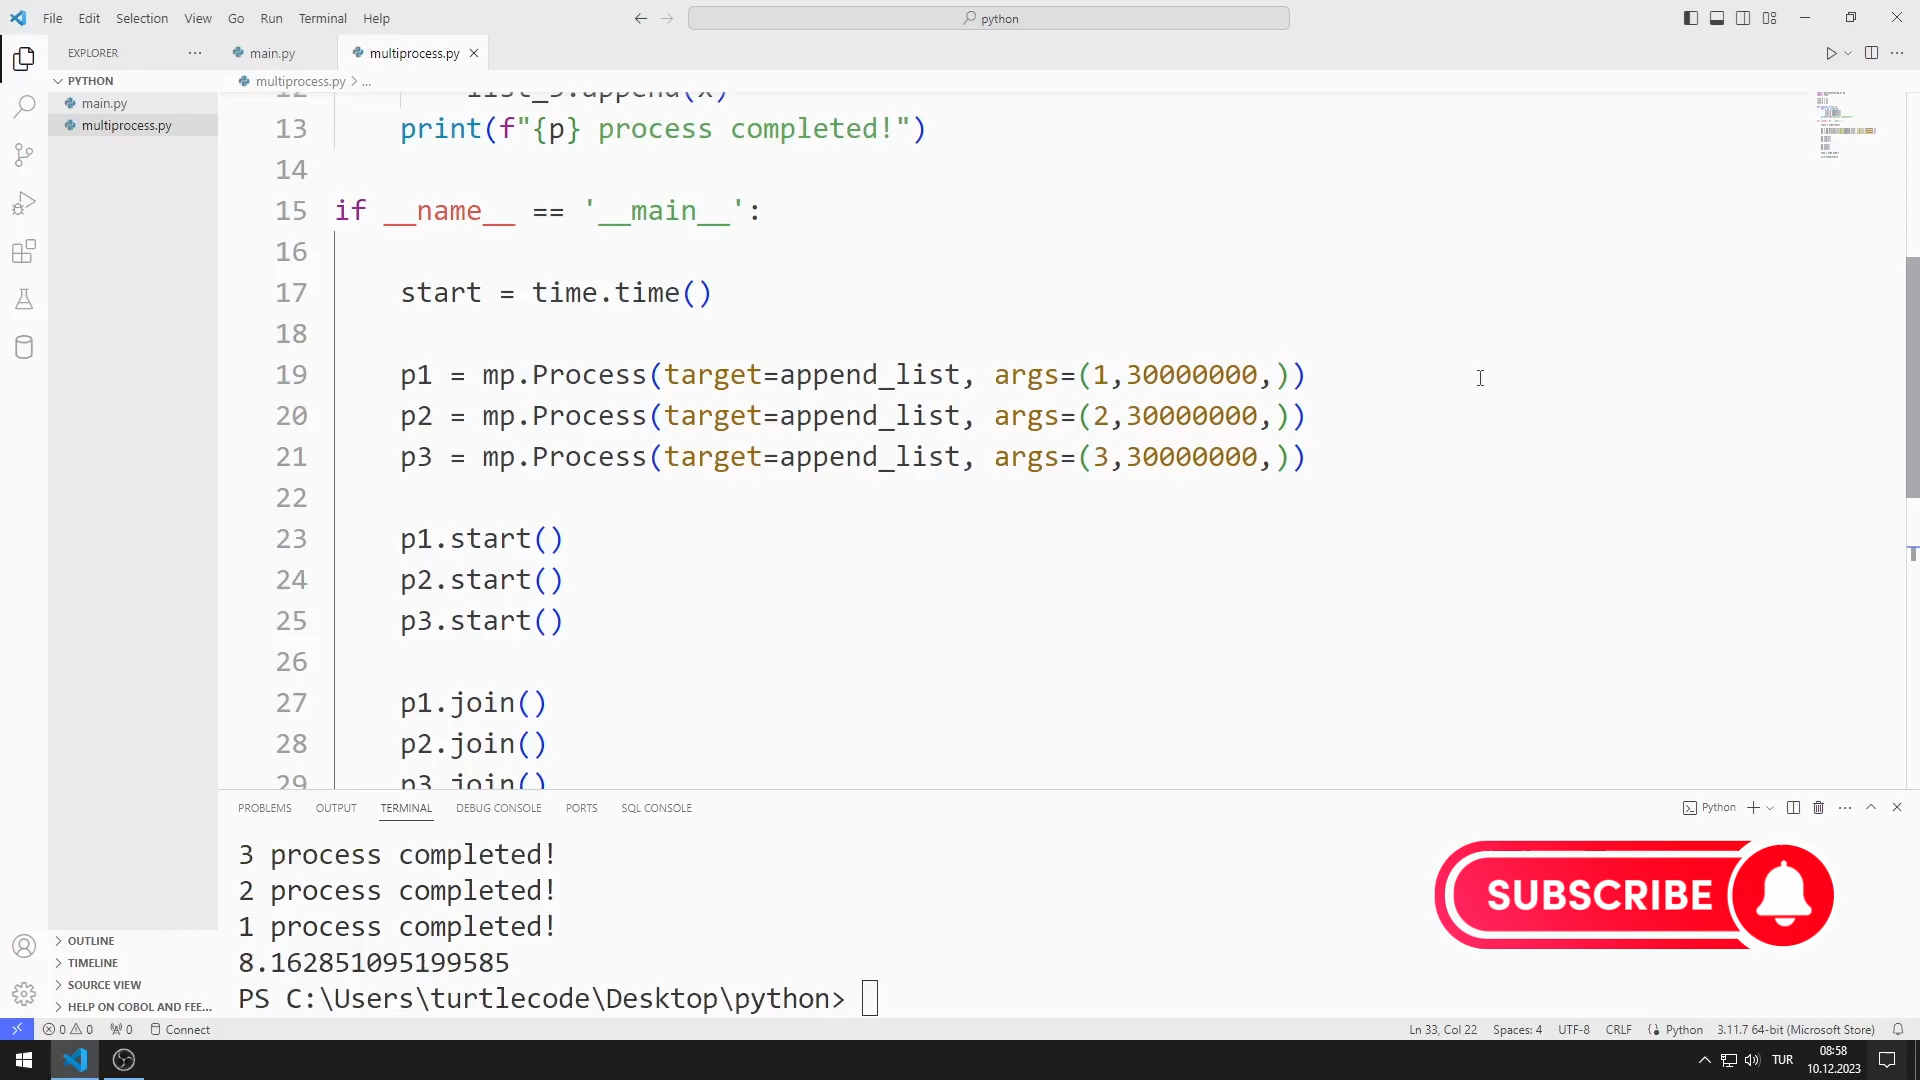 File Edit Selection View Go Run Terminal Help
python
EXPLORER
main.py
multiprocess.py
PYTHON
multiprocess.py > ...
main.py
multiprocess.py
12 list_3.append(x)
13 print(f"{p} process completed!")
14
15 if __name__ == '__main__':
16
17 start = time.time()
18
19 p1 = mp.Process(target=append_list, args=(1,30000000,))
20 p2 = mp.Process(target=append_list, args=(2,30000000,))
21 p3 = mp.Process(target=append_list, args=(3,30000000,))
22
23 p1.start()
24 p2.start()
25 p3.start()
26
27 p1.join()
28 p2.join()
29 p3.join()
PROBLEMS OUTPUT TERMINAL DEBUG CONSOLE PORTS SQL CONSOLE
Python
3 process completed!
2 process completed!
1 process completed!
8.162851095199585
PS C:\Users\turtlecode\Desktop\python>
SUBSCRIBE
OUTLINE
TIMELINE
SOURCE VIEW
HELP ON COBOL AND FEE...
0 0 0 Connect
Ln 33, Col 22 Spaces: 4 UTF-8 CRLF Python 3.11.7 64-bit (Microsoft Store)
TUR
08:58
10.12.2023